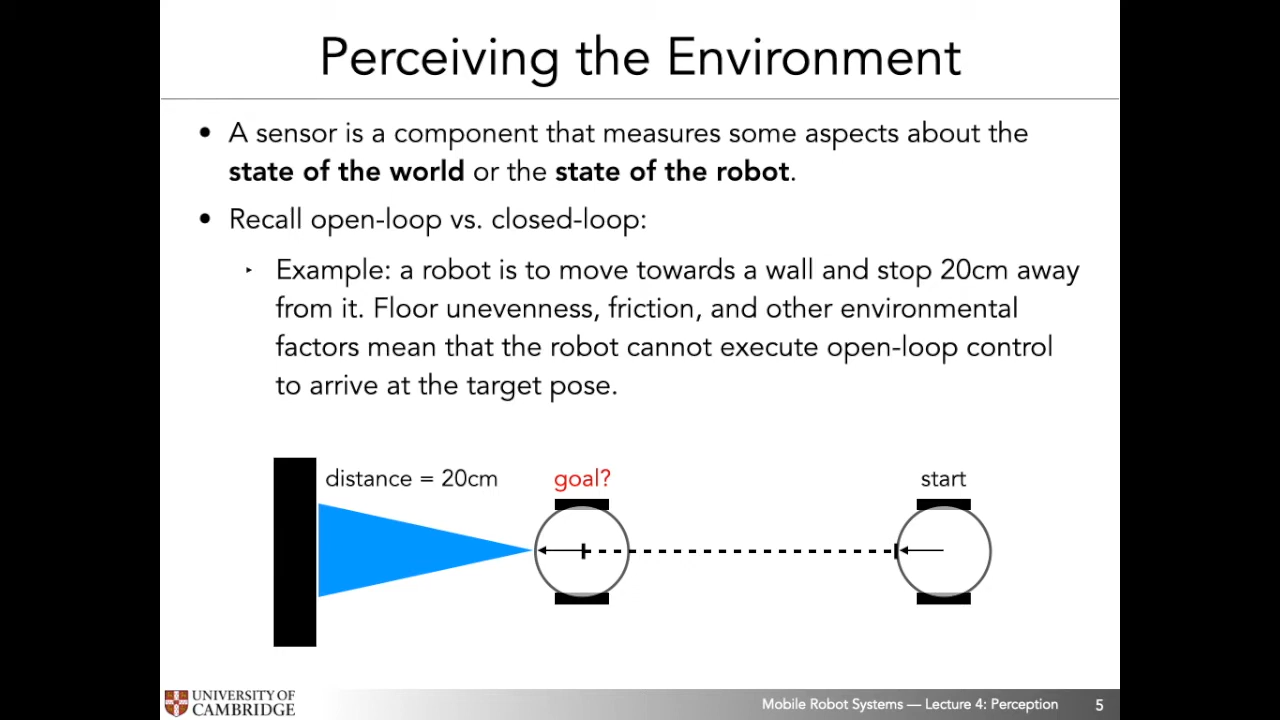 Perceiving the Environment
• A sensor is a component that measures some aspects about the
state of the world or the state of the robot.
• Recall open-loop vs. closed-loop:
‣ Example: a robot is to move towards a wall and stop 20cm away
from it. Floor unevenness, friction, and other environmental
factors mean that the robot cannot execute open-loop control
to arrive at the target pose.
distance = 20cm
goal?
start
UNIVERSITY OF
CAMBRIDGE
Mobile Robot Systems — Lecture 4: Perception
5